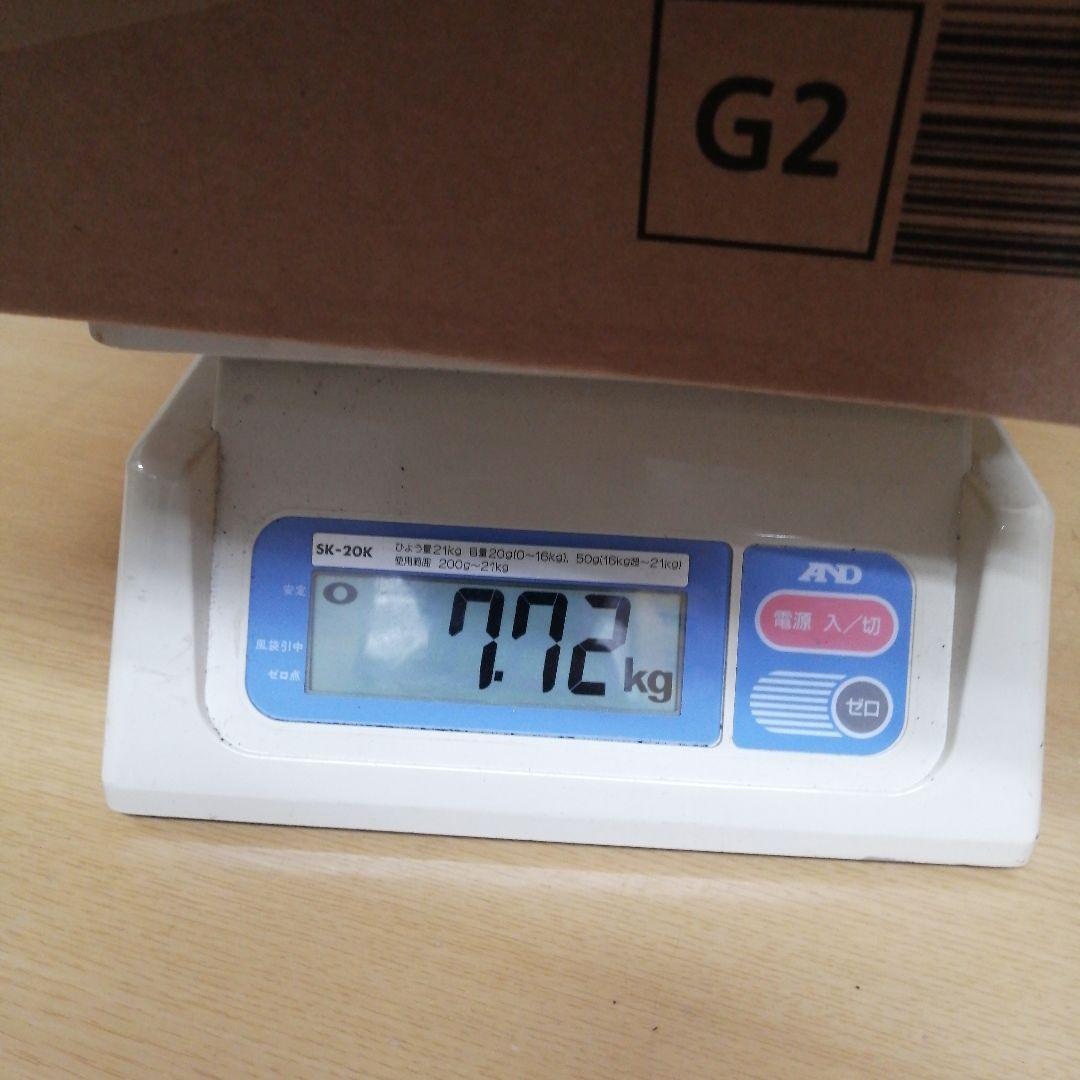 G2
SK-20K
ひょう量21kg 目量20g(0~16kg)、50g(16kg超~21kg)
使用範囲 200g~21kg
安定
風袋引中
ゼロ点
7.72kg
AND
電源 入/切
ゼロ